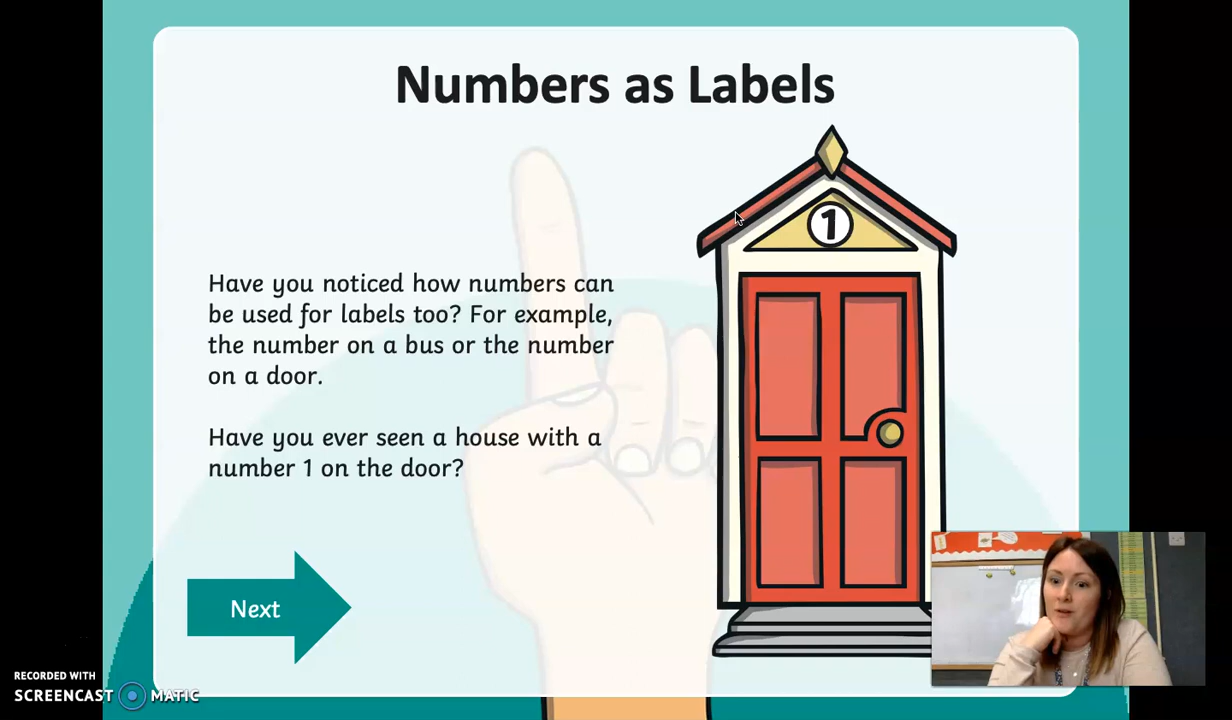 Numbers as Labels
1
Have you noticed how numbers can
be used for labels too? For example,
the number on a bus or the number
on a door.
Have you ever seen a house with a
number 1 on the door?
Next
RECORDED WITH
SCREENCAST MATIC